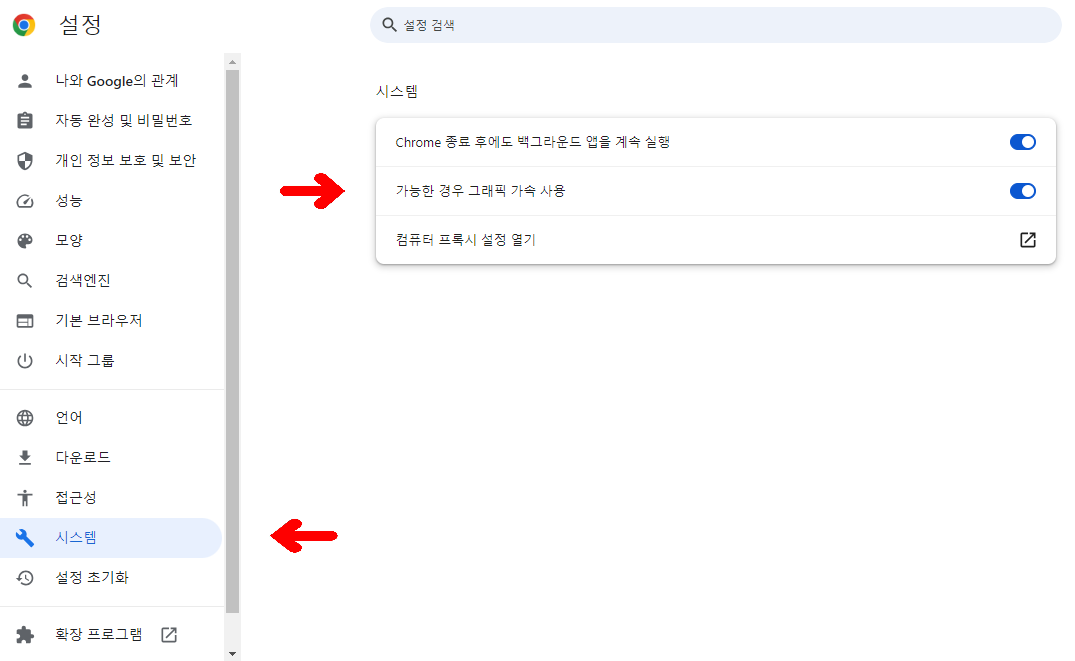 설정
설정 검색
나와 Google의 관계
자동 완성 및 비밀번호
개인 정보 보호 및 보안
성능
모양
검색엔진
기본 브라우저
시작 그룹
언어
다운로드
접근성
시스템
설정 초기화
확장 프로그램
시스템
Chrome 종료 후에도 백그라운드 앱을 계속 실행
가능한 경우 그래픽 가속 사용
컴퓨터 프록시 설정 열기